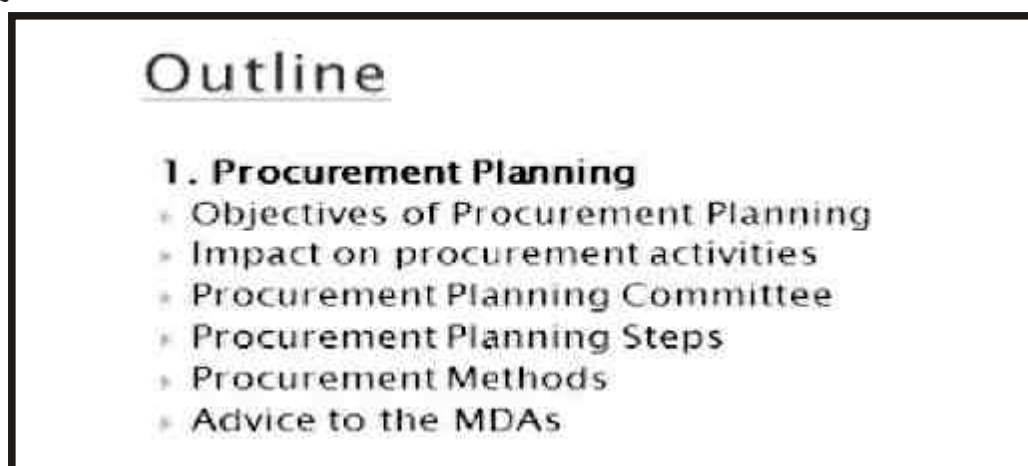 Outline
1. Procurement Planning
Objectives of Procurement Planning
Impact on procurement activities
Procurement Planning Committee
Procurement Planning Steps
Procurement Methods
Advice to the MDAs